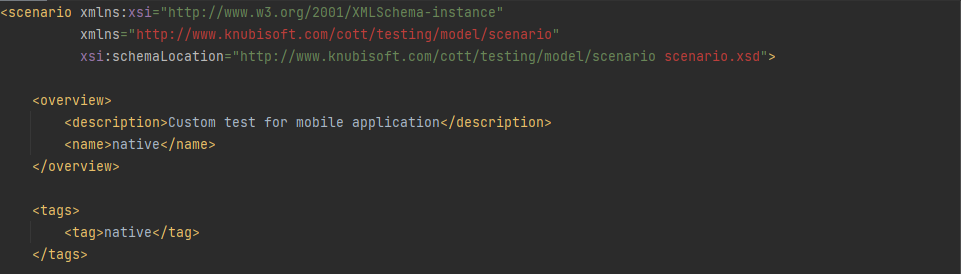 <scenario xmlns:xsi="http://www.w3.org/2001/XMLSchema-instance"
xmlns="http://www.knubisoft.com/cott/testing/model/scenario"
xsi:schemaLocation="http://www.knubisoft.com/cott/testing/model/scenario scenario.xsd">
<overview>
<description>Custom test for mobile application</description>
<name>native</name>
</overview>
<tags>
<tag>native</tag>
</tags>